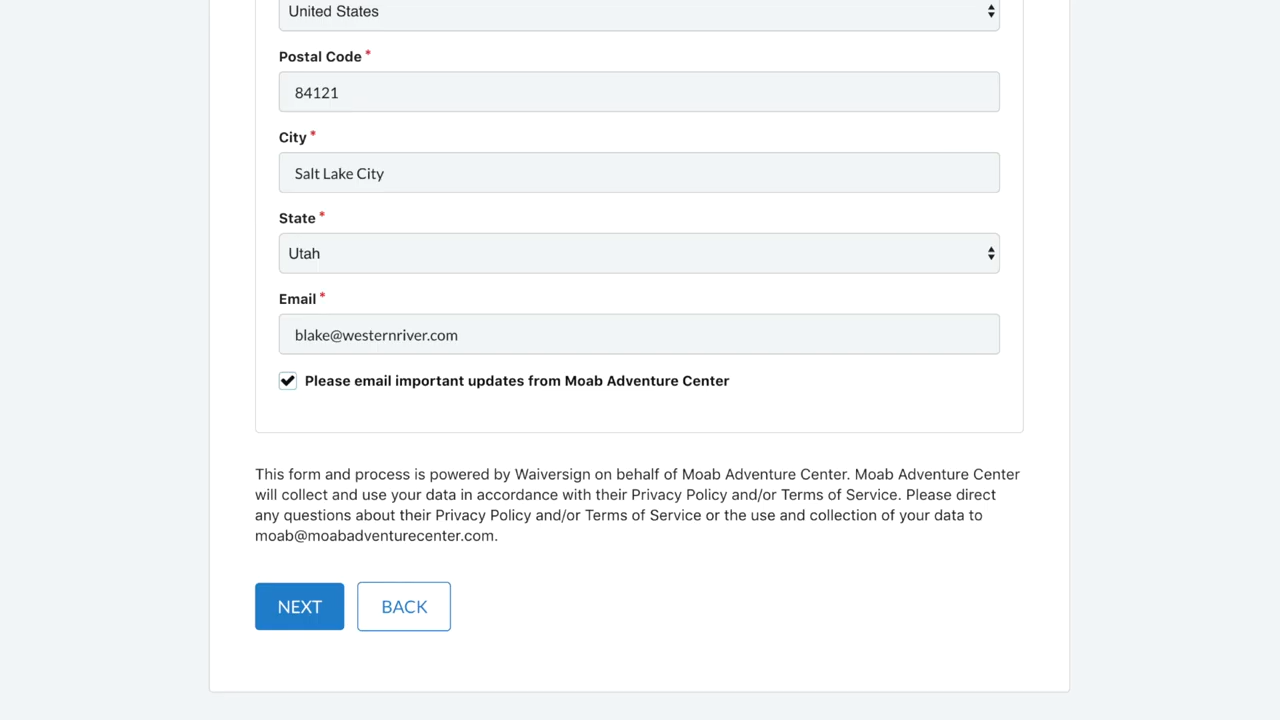 United States
Postal Code *
84121
City *
Salt Lake City
State *
Utah
Email *
blake@westernriver.com
Please email important updates from Moab Adventure Center
This form and process is powered by Waiversign on behalf of Moab Adventure Center. Moab Adventure Center
will collect and use your data in accordance with their Privacy Policy and/or Terms of Service. Please direct
any questions about their Privacy Policy and/or Terms of Service or the use and collection of your data to
moab@moabadventurecenter.com.
NEXT BACK